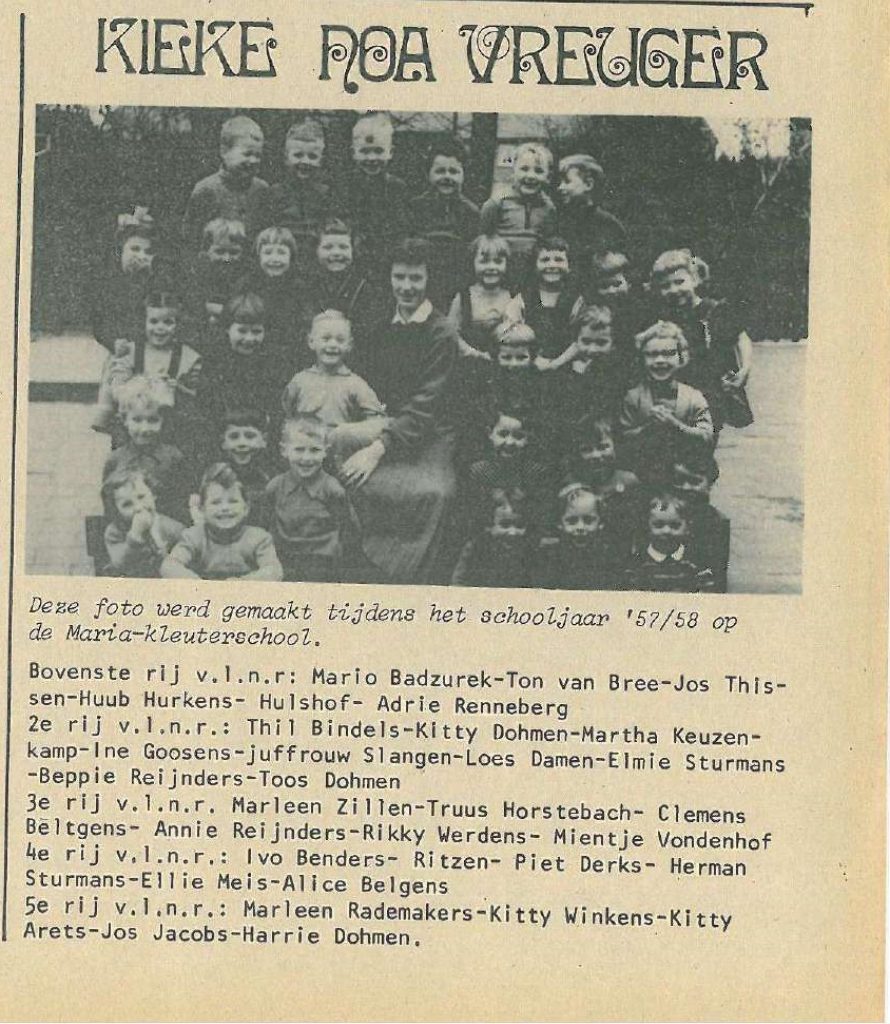 KIEKE NOA VREUGER
Deze foto werd gemaakt tijdens het schooljaar '57/58 op
de Maria-kleuterschool.
Bovenste rij v.l.n.r: Mario Badzurek-Ton van Bree-Jos This-
sen-Huub Hurkens- Hulshof- Adrie Renneberg
2e rij v.l.n.r.: Thil Bindels-Kitty Dohmen-Martha Keuzen-
kamp-Ine Goosens-juffrouw Slangen-Loes Damen-Elmie Sturmans
-Beppie Reijnders-Toos Dohmen
3e rij v.l.n.r. Marleen Zillen-Truus Horstebach- Clemens
Bëltgens- Annie Reijnders-Rikky Werdens- Mientje Vondenhof
4e rij v.l.n.r.: Ivo Benders- Ritzen- Piet Derks- Herman
Sturmans-Ellie Meis-Alice Belgens
5e rij v.l.n.r.: Marleen Rademakers-Kitty Winkens-Kitty
Arets-Jos Jacobs-Harrie Dohmen.